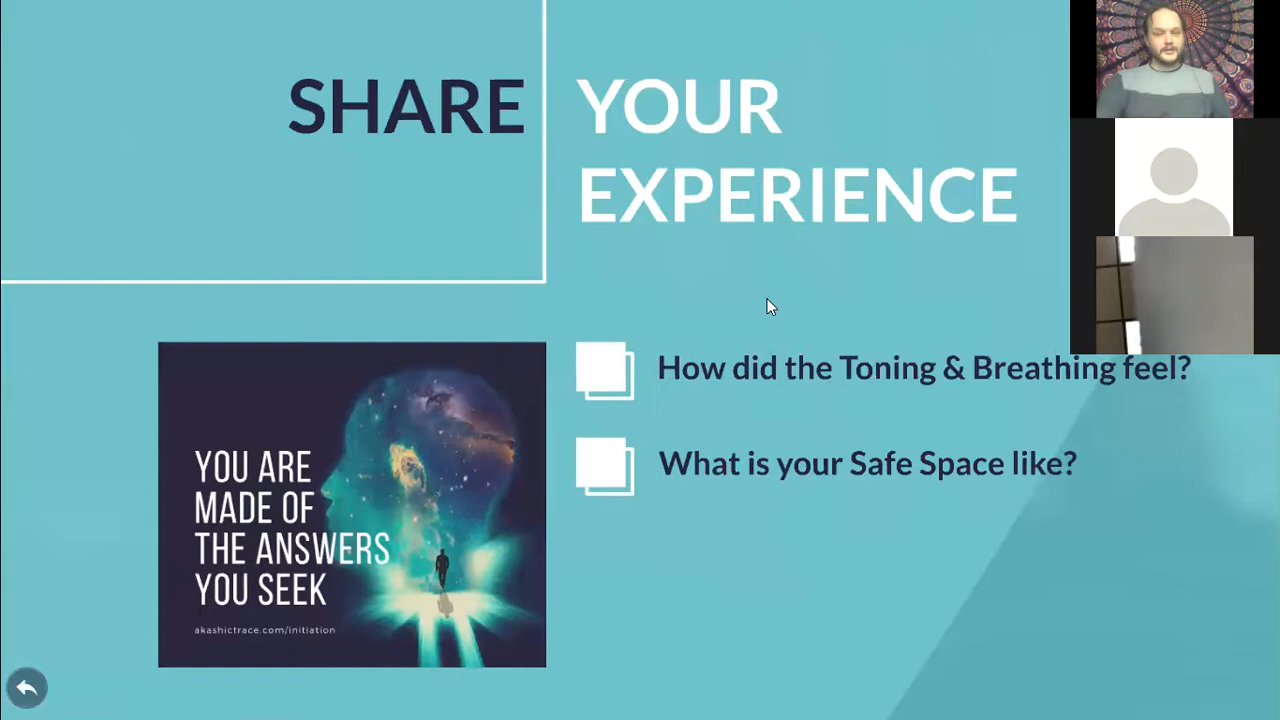 SHARE YOUR
EXPERIENCE
How did the Toning & Breathing feel?
What is your Safe Space like?
YOU ARE
MADE OF
THE ANSWERS
YOU SEEK
akashictrace.com/initiation